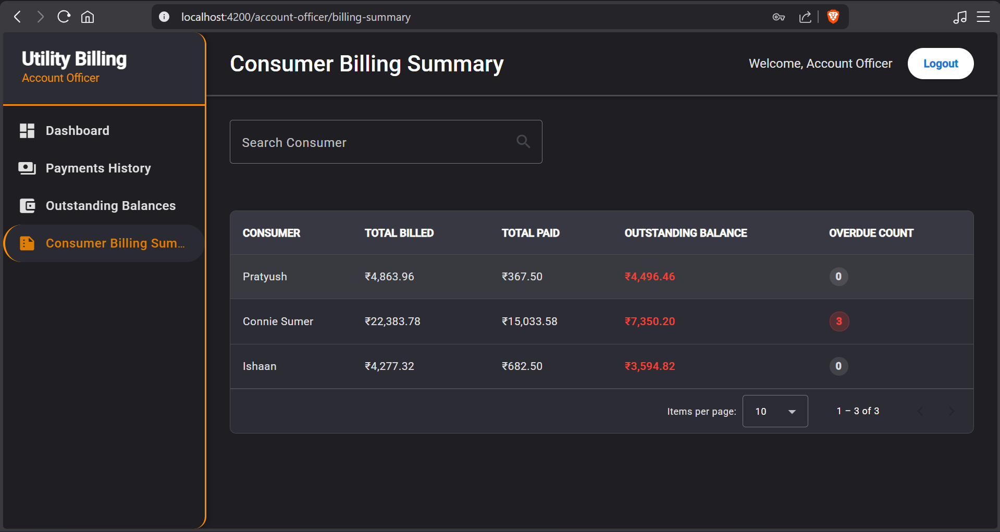 localhost:4200/account-officer/billing-summary
Utility Billing
Account Officer
Dashboard
Payments History
Outstanding Balances
Consumer Billing Sum...
Consumer Billing Summary
Welcome, Account Officer
Logout
Search Consumer
CONSUMER TOTAL BILLED TOTAL PAID OUTSTANDING BALANCE OVERDUE COUNT
Pratyush ₹4,863.96 ₹367.50 ₹4,496.46 0
Connie Sumer ₹22,383.78 ₹15,033.58 ₹7,350.20 3
Ishaan ₹4,277.32 ₹682.50 ₹3,594.82 0
Items per page: 10 1 – 3 of 3